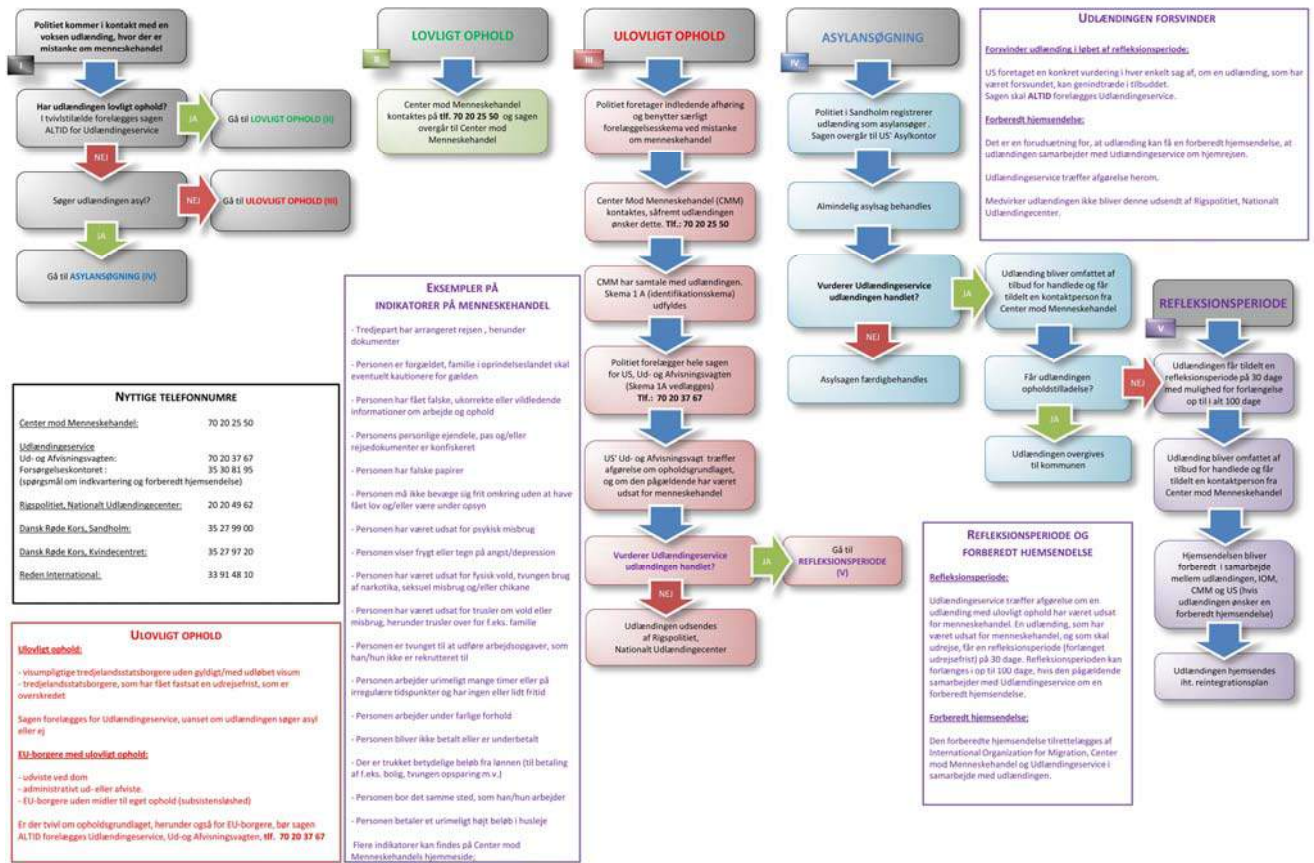 Politiet kommer i kontakt med en
voksen udlænding, hvor der er
mistanke om menneskehandel
I.
Har udlændingen lovligt ophold?
I tvivlstilfælde forelægges sagen
ALTID for Udlændingeservice
JA
Gå til LOVLIGT OPHOLD (II)
NEJ
Søger udlændingen asyl?
NEJ
Gå til ULOVLIGT OPHOLD (III)
JA
Gå til ASYLANSØGNING (IV)
LOVLIGT OPHOLD
II.
Center mod Menneskehandel
kontaktes på tlf. 70 20 25 50 og sagen
overgår til Center mod
Menneskehandel
ULOVLIGT OPHOLD
III.
Politiet foretager indledende afhøring
og benytter særligt
forelæggelsesskema ved mistanke
om menneskehandel
Center Mod Menneskehandel (CMM)
kontaktes, såfremt udlændingen
ønsker dette. Tlf.: 70 20 25 50
CMM har samtale med udlændingen.
Skema 1 A (identifikationsskema)
udfyldes
Politiet forelægger hele sagen
for US, Ud- og Afvisningsvagten
(Skema 1A vedlægges)
Tlf.: 70 20 37 67
US' Ud- og Afvisningsvagt træffer
afgørelse om opholdsgrundlaget,
og om den pågældende har været
udsat for menneskehandel
Vurderer Udlændingeservice
udlændingen handlet?
JA
Gå til
REFLEKSIONSPERIODE
(V)
NEJ
Udlændingen udsendes
af Rigspolitiet,
Nationalt Udlændingecenter
ASYLANSØGNING
IV.
Politiet i Sandholm registrerer
udlænding som asylansøger .
Sagen overgår til US' Asylkontor
Almindelig asylsag behandles
Vurderer Udlændingeservice
udlændingen handlet?
JA
NEJ
Asylsagen færdigbehandles
Udlænding bliver omfattet af
tilbud for handlede og får
tildelt en kontaktperson fra
Center mod Menneskehandel
Får udlændingen
opholdstilladelse?
NEJ
JA
Udlændingen overgives
til kommunen
REFLEKSIONSPERIODE
V.
Udlændingen får tildelt en
refleksionsperiode på 30 dage
med mulighed for forlængelse
op til i alt 100 dage
Udlænding bliver omfattet af
tilbud for handlede og får
tildelt en kontaktperson fra
Center mod Menneskehandel
Hjemsendelsen bliver
forberedt i samarbejde
mellem udlændingen, IOM,
CMM og US (hvis
udlændingen ønsker en
forberedt hjemsendelse)
Udlændingen hjemsendes
iht. reintegrationsplan
UDLÆNDINGEN FORSVINDER
Forsvinder udlænding i løbet af refleksionsperiode:
US foretaget en konkret vurdering i hver enkelt sag af, om en udlænding, som har
været forsvundet, kan genindtræde i tilbuddet.
Sagen skal ALTID forelægges Udlændingeservice.
Forberedt hjemsendelse:
Det er en forudsætning for, at udlænding kan få en forberedt hjemsendelse, at
udlændingen samarbejder med Udlændingeservice om hjemrejsen.
Udlændingeservice træffer afgørelse herom.
Medvirker udlændingen ikke bliver denne udsendt af Rigspolitiet, Nationalt
Udlændingecenter.
NYTTIGE TELEFONNUMRE
Center mod Menneskehandel: 70 20 25 50
Udlændingeservice
Ud- og Afvisningsvagten: 70 20 37 67
Forsørgelseskontoret : 35 30 81 95
(spørgsmål om indkvartering og forberedt hjemsendelse)
Rigspolitiet, Nationalt Udlændingecenter: 20 20 49 62
Dansk Røde Kors, Sandholm: 35 27 99 00
Dansk Røde Kors, Kvindecentret: 35 27 97 20
Reden International: 33 91 48 10
ULOVLIGT OPHOLD
Ulovligt ophold:
- visumpligtige tredjelandsstatsborgere uden gyldigt/med udløbet visum
- tredjelandsstatsborgere, som har fået fastsat en udrejsefrist, som er
overskredet
Sagen forelægges for Udlændingeservice, uanset om udlændingen søger asyl
eller ej
EU-borgere med ulovligt ophold:
- udviste ved dom
- administrativt ud- eller afviste.
- EU-borgere uden midler til eget ophold (subsistensløshed)
Er der tvivl om opholdsgrundlaget, herunder også for EU-borgere, bør sagen
ALTID forelægges Udlændingeservice, Ud-og Afvisningsvagten, tlf. 70 20 37 67
EKSEMPLER PÅ
INDIKATORER PÅ MENNESKEHANDEL
- Tredjepart har arrangeret rejsen , herunder
dokumenter
- Personen er forgældet, familie i oprindelseslandet skal
eventuelt kautionere for gælden
- Personen har fået falske, ukorrekte eller vildledende
informationer om arbejde og ophold
- Personens personlige ejendele, pas og/eller
rejsedokumenter er konfiskeret
- Personen har falske papirer
- Personen må ikke bevæge sig frit omkring uden at have
fået lov og/eller være under opsyn
- Personen har været udsat for psykisk misbrug
- Personen viser frygt eller tegn på angst/depression
- Personen har været udsat for fysisk vold, tvungen brug
af narkotika, seksuel misbrug og/eller chikane
- Personen har været udsat for trusler om vold eller
misbrug, herunder trusler over for f.eks. familie
- Personen er tvunget til at udføre arbejdsopgaver, som
han/hun ikke er rekrutteret til
- Personen arbejder urimeligt mange timer eller på
irregulære tidspunkter og har ingen eller lidt fritid
- Personen arbejder under farlige forhold
- Personen bliver ikke betalt eller er underbetalt
- Der er trukket betydelige beløb fra lønnen (til betaling
af f.eks. bolig, tvungen opsparing m.v.)
- Personen bor det samme sted, som han/hun arbejder
- Personen betaler et urimeligt højt beløb i husleje
Flere indikatorer kan findes på Center mod
Menneskehandels hjemmeside;
REFLEKSIONSPERIODE OG
FORBEREDT HJEMSENDELSE
Refleksionsperiode:
Udlændingeservice træffer afgørelse om en
udlænding med ulovligt ophold har været udsat
for menneskehandel. En udlænding, som har
været udsat for menneskehandel, og som skal
udrejse, får en refleksionsperiode (forlænget
udrejsefrist) på 30 dage. Refleksionsperioden kan
forlænges i op til 100 dage, hvis den pågældende
samarbejder med Udlændingeservice om en
forberedt hjemsendelse.
Forberedt hjemsendelse:
Den forberedte hjemsendelse tilrettelægges af
International Organization for Migration, Center
mod Menneskehandel og Udlændingeservice i
samarbejde med udlændingen.